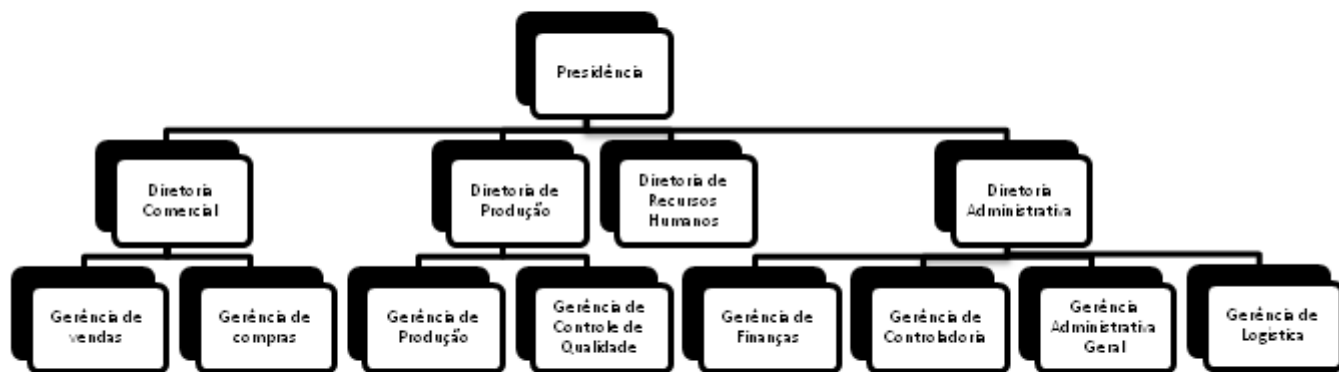 Presidência
Diretoria
Comercial
Diretoria de
Produção
Diretoria de
Recursos
Humanos
Diretoria
Administrativa
Gerência de
vendas
Gerência de
compras
Gerência de
Produção
Gerência de
Controle de
Qualidade
Gerência de
Finanças
Gerência de
Controladoria
Gerência
Administrativa
Geral
Gerência de
Logística